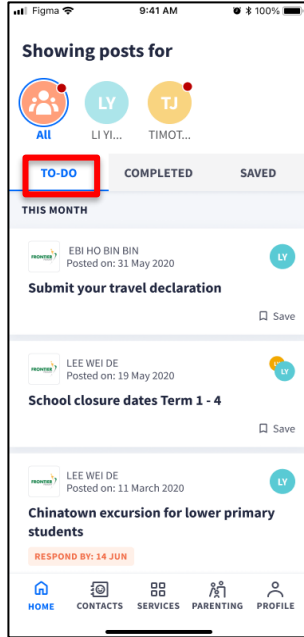 Figma 9:41 AM 100%
Showing posts for
LY TJ
All LI YI... TIMOT...
TO-DO COMPLETED SAVED
THIS MONTH
FRONTIER EBI HO BIN BIN LY
Posted on: 31 May 2020
Submit your travel declaration
Save
FRONTIER LEE WEI DE LY
Posted on: 19 May 2020
School closure dates Term 1 - 4
Save
FRONTIER LEE WEI DE LY
Posted on: 11 March 2020
Chinatown excursion for lower primary
students
RESPOND BY: 14 JUN
HOME CONTACTS SERVICES PARENTING PROFILE